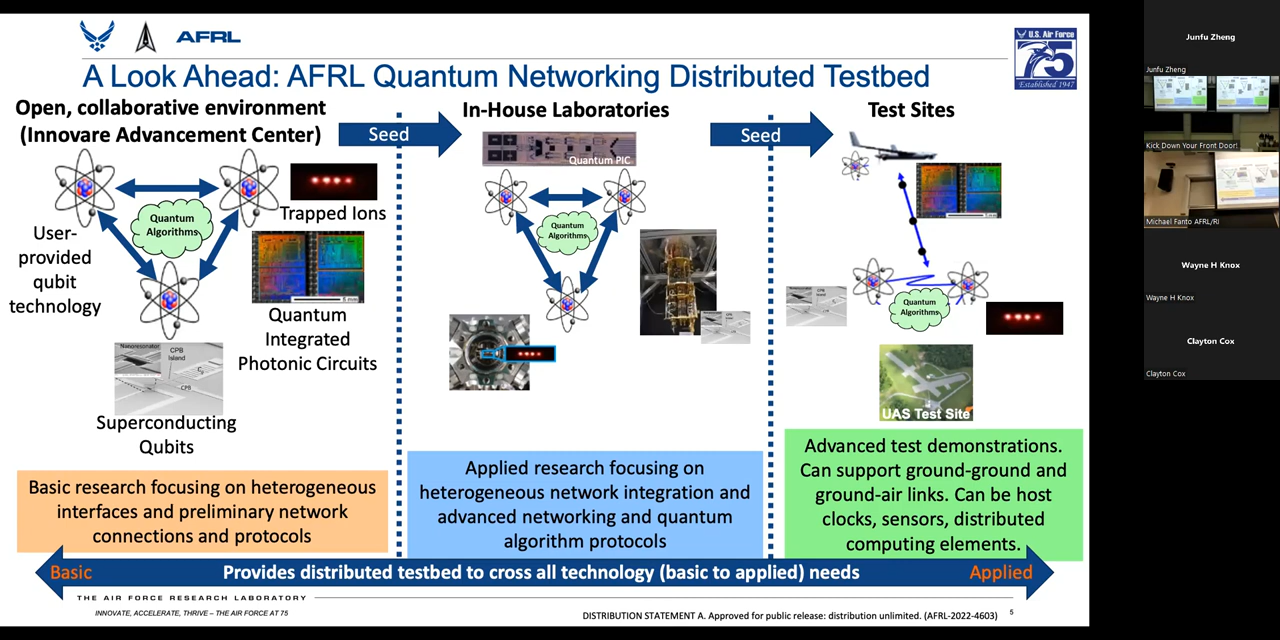 AFRL
U.S. Air Force
75
Established 1947
A Look Ahead: AFRL Quantum Networking Distributed Testbed
Open, collaborative environment
(Innovare Advancement Center)
Seed
In-House Laboratories
Seed
Test Sites
Quantum
Algorithms
User-
provided
qubit
technology
Trapped Ions
5 mm
Quantum
Integrated
Photonic Circuits
Nanoresonator
CPB
Island
CPB
Superconducting
Qubits
Quantum PIC
Quantum
Algorithms
Quantum
Algorithms
UAS Test Site
Basic research focusing on heterogeneous
interfaces and preliminary network
connections and protocols
Applied research focusing on
heterogeneous network integration and
advanced networking and quantum
algorithm protocols
Advanced test demonstrations.
Can support ground-ground and
ground-air links. Can be host
clocks, sensors, distributed
computing elements.
Basic
Provides distributed testbed to cross all technology (basic to applied) needs
Applied
THE AIR FORCE RESEARCH LABORATORY
INNOVATE, ACCELERATE, THRIVE – THE AIR FORCE AT 75
DISTRIBUTION STATEMENT A. Approved for public release: distribution unlimited. (AFRL-2022-4603)
5
Junfu Zheng
Junfu Zheng
Kick Down Your Front Door!
Michael Fanto AFRL/RI
Wayne H Knox
Wayne H Knox
Clayton Cox
Clayton Cox